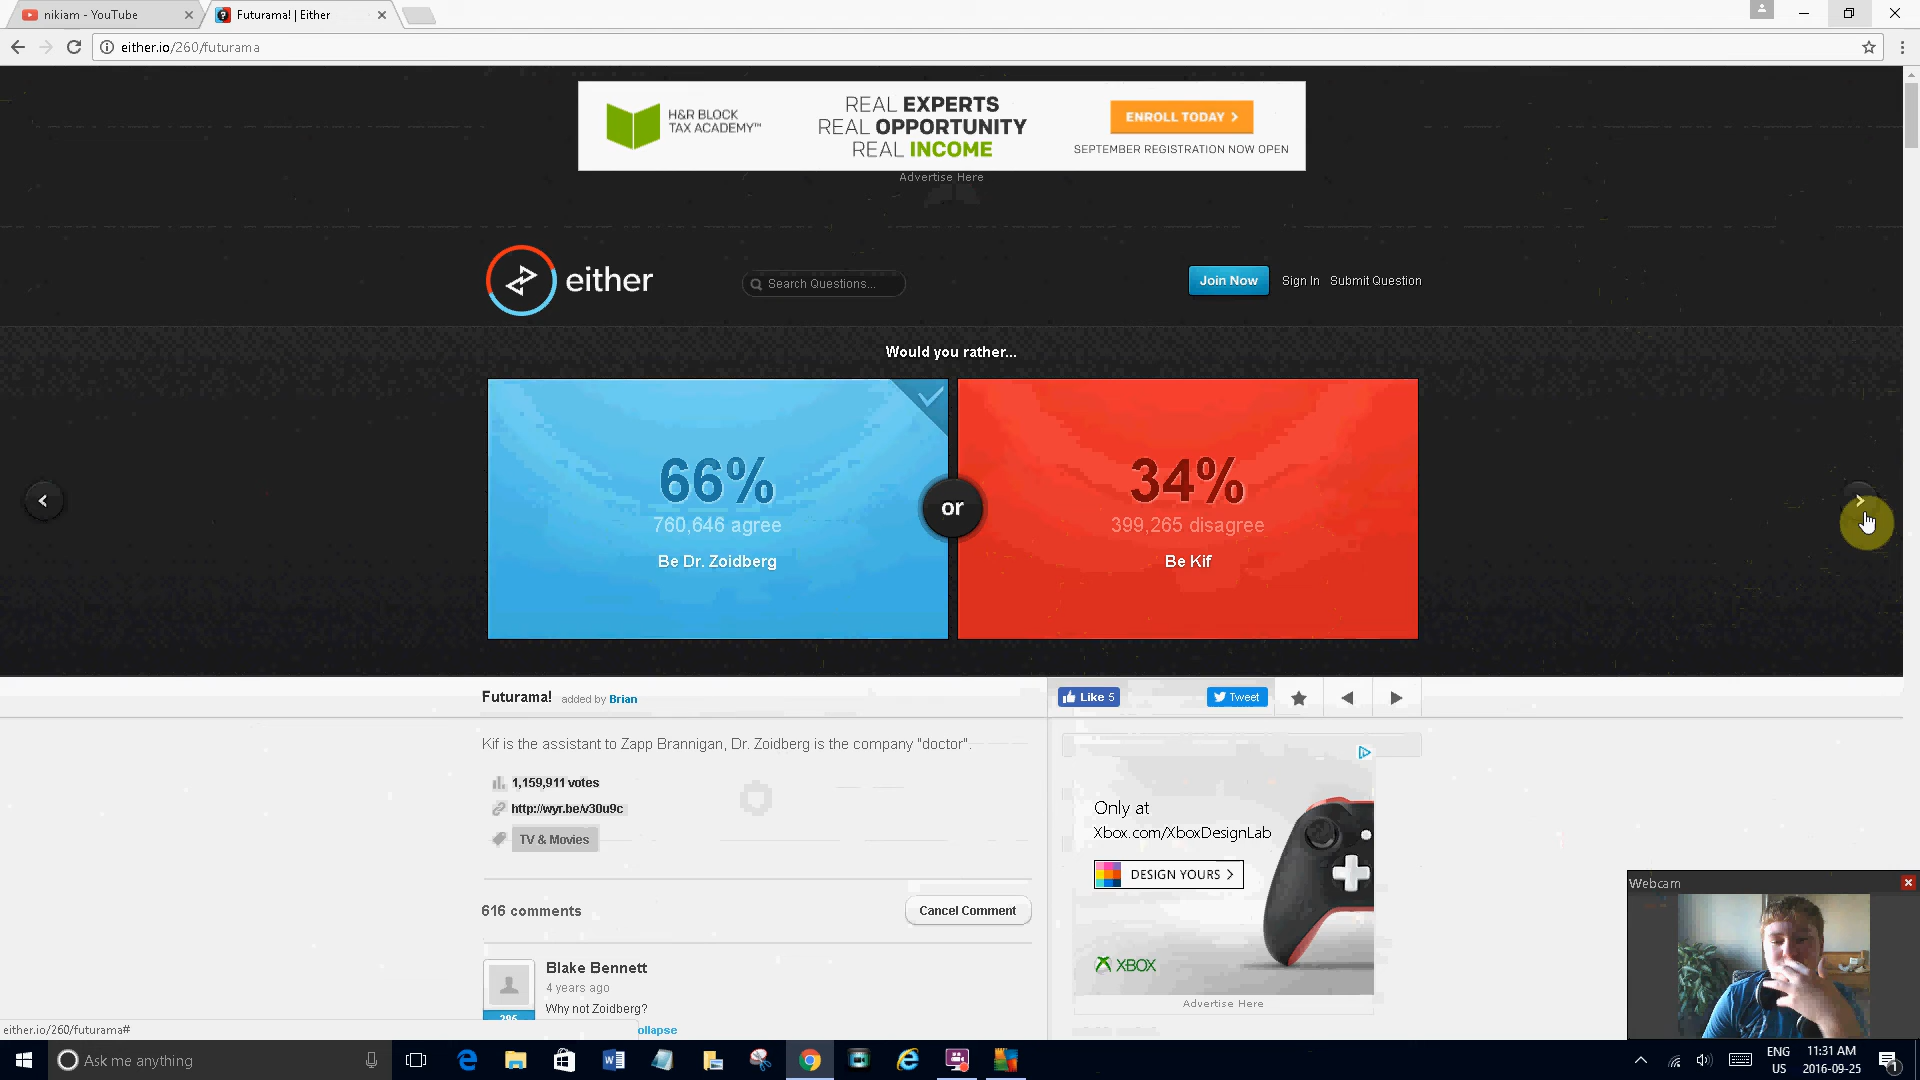 nikiam - YouTube
Futurama! | Either
either.io/260/futurama
H&R BLOCK
TAX ACADEMY™
REAL EXPERTS
REAL OPPORTUNITY
REAL INCOME
ENROLL TODAY >
SEPTEMBER REGISTRATION NOW OPEN
Advertise Here
either
Search Questions...
Join Now
Sign In
Submit Question
Would you rather...
66%
760,646 agree
Be Dr. Zoidberg
or
34%
399,265 disagree
Be Kif
Futurama!
added by Brian
Like 5
Tweet
Kif is the assistant to Zapp Brannigan, Dr. Zoidberg is the company "doctor".
1,159,911 votes
http://wyr.be/v30u9c
TV & Movies
Only at
Xbox.com/XboxDesignLab
DESIGN YOURS >
XBOX
Advertise Here
616 comments
Cancel Comment
Blake Bennett
4 years ago
Why not Zoidberg?
ollapse
either.io/260/futurama#
Webcam
Ask me anything
ENG
US
11:31 AM
2016-09-25
1